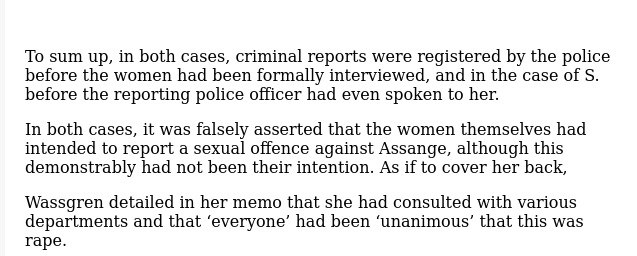 To sum up, in both cases, criminal reports were registered by the police
before the women had been formally interviewed, and in the case of S.
before the reporting police officer had even spoken to her.
In both cases, it was falsely asserted that the women themselves had
intended to report a sexual offence against Assange, although this
demonstrably had not been their intention. As if to cover her back,
Wassgren detailed in her memo that she had consulted with various
departments and that ‘everyone’ had been ‘unanimous’ that this was
rape.